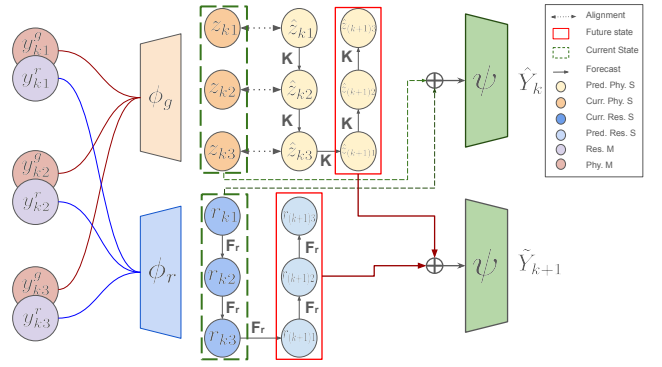 y^g_{k1}
y^r_{k1}
y^g_{k2}
y^r_{k2}
y^g_{k3}
y^r_{k3}
ϕ_g
ϕ_r
z_{k1}
z_{k2}
z_{k3}
ẑ_{k1}
K
ẑ_{k2}
K
ẑ_{k3}
K
ẑ_{(k+1)3}
K
ẑ_{(k+1)2}
K
ẑ_{(k+1)1}
r_{k1}
F_r
r_{k2}
F_r
r_{k3}
F_r
r_{(k+1)3}
F_r
r_{(k+1)2}
F_r
r_{(k+1)1}
ψ
Ŷ_k
ψ
Ỹ_{k+1}
Alignment
Future state
Current State
Forecast
Pred. Phy. S
Curr. Phy. S
Curr. Res. S
Pred. Res. S
Res. M
Phy. M